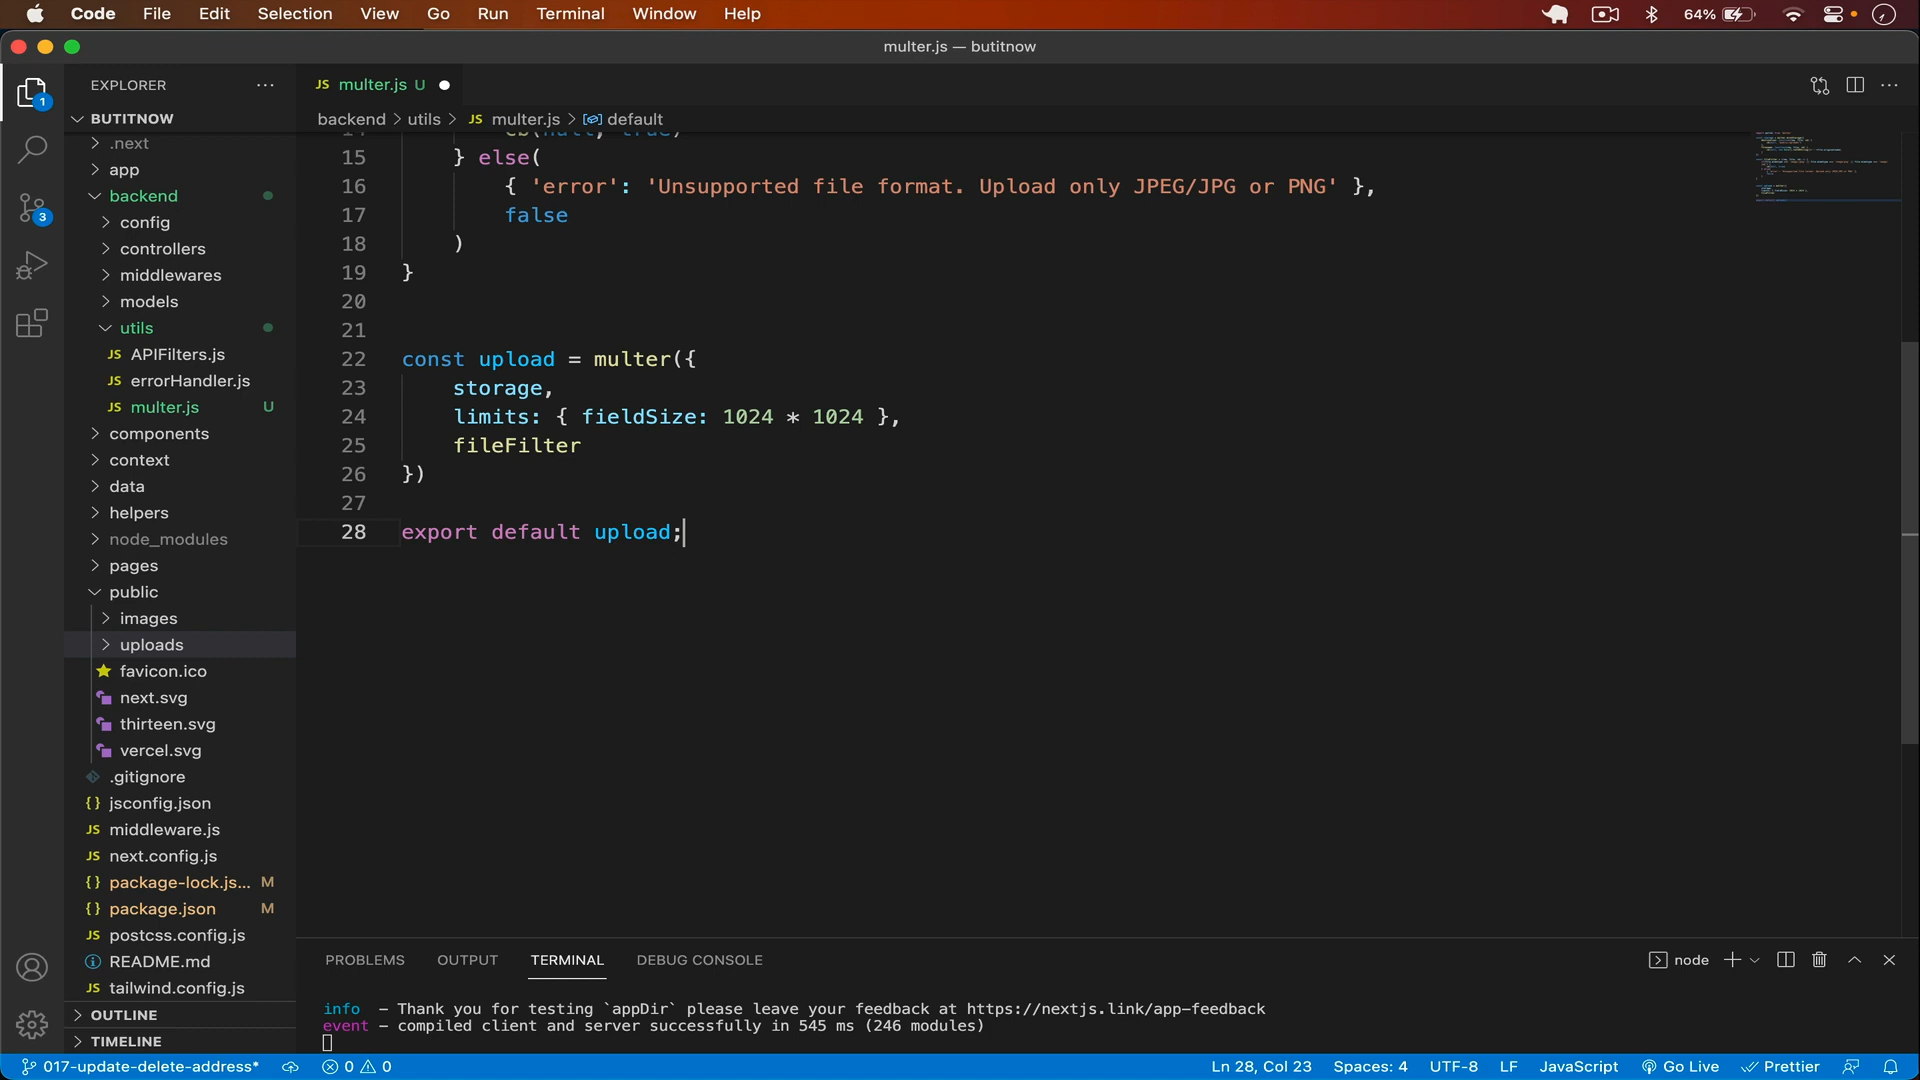 Code File Edit Selection View Go Run Terminal Window Help 64%
multer.js — butitnow
EXPLORER
BUTITNOW
.next
app
backend
config
controllers
middlewares
models
utils
APIFilters.js
errorHandler.js
multer.js U
components
context
data
helpers
node_modules
pages
public
images
uploads
favicon.ico
next.svg
thirteen.svg
vercel.svg
.gitignore
jsconfig.json
middleware.js
next.config.js
package-lock.js... M
package.json M
postcss.config.js
README.md
tailwind.config.js
OUTLINE
TIMELINE
1
3
JS multer.js U
backend > utils > JS multer.js > default
14 cb(null, true)
15 } else(
16 { 'error': 'Unsupported file format. Upload only JPEG/JPG or PNG' },
17 false
18 )
19 }
20
21
22 const upload = multer({
23 storage,
24 limits: { fieldSize: 1024 * 1024 },
25 fileFilter
26 })
27
28 export default upload;
PROBLEMS OUTPUT TERMINAL DEBUG CONSOLE node
info - Thank you for testing `appDir` please leave your feedback at https://nextjs.link/app-feedback
event - compiled client and server successfully in 545 ms (246 modules)
017-update-delete-address* 0 0 Ln 28, Col 23 Spaces: 4 UTF-8 LF JavaScript Go Live Prettier